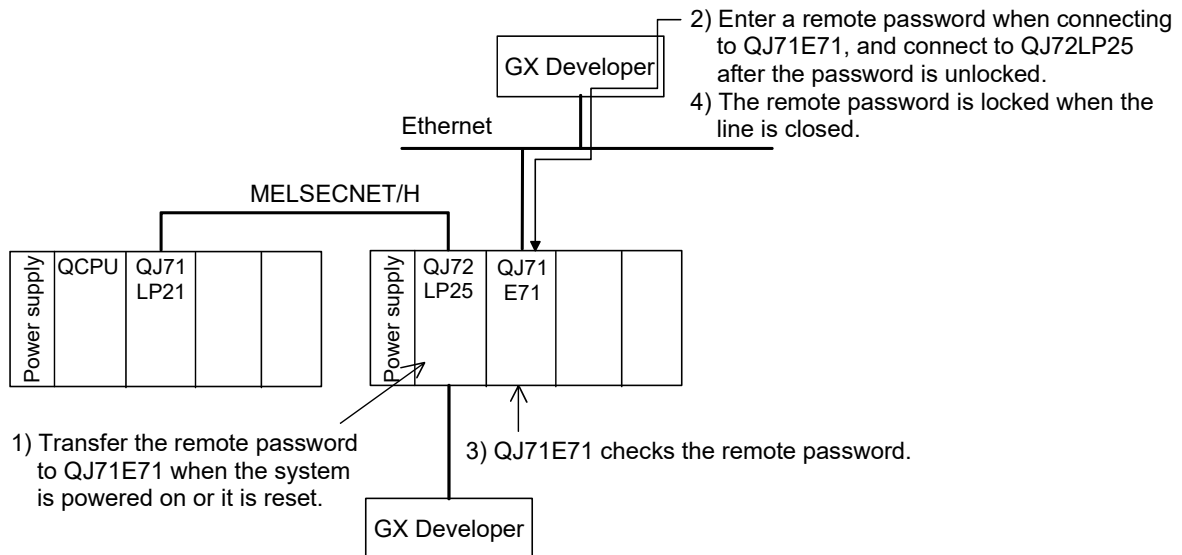 2) Enter a remote password when connecting
to QJ71E71, and connect to QJ72LP25
after the password is unlocked.
4) The remote password is locked when the
line is closed.
GX Developer
Ethernet
MELSECNET/H
Power supply
QCPU
QJ71
LP21
Power supply
QJ72
LP25
QJ71
E71
1) Transfer the remote password
to QJ71E71 when the system
is powered on or it is reset.
3) QJ71E71 checks the remote password.
GX Developer